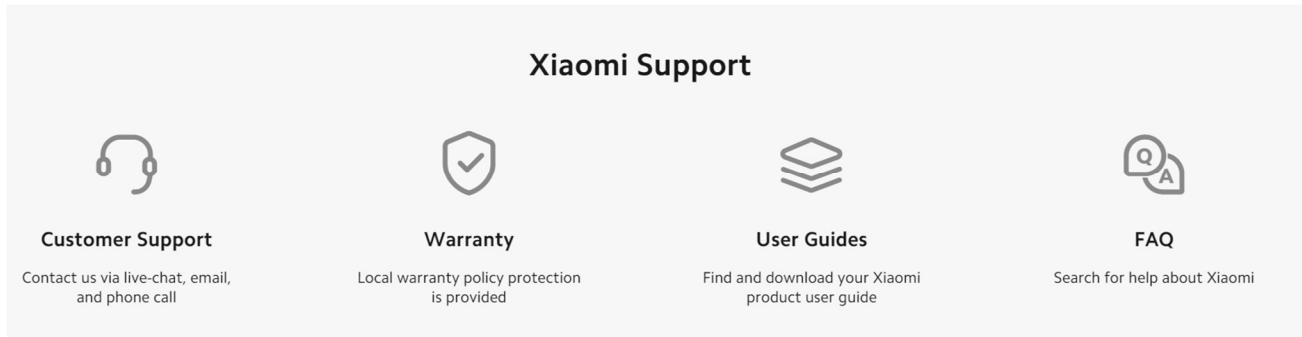 Xiaomi Support
Q
A
Customer Support
Contact us via live-chat, email,
and phone call
Warranty
Local warranty policy protection
is provided
User Guides
Find and download your Xiaomi
product user guide
FAQ
Search for help about Xiaomi